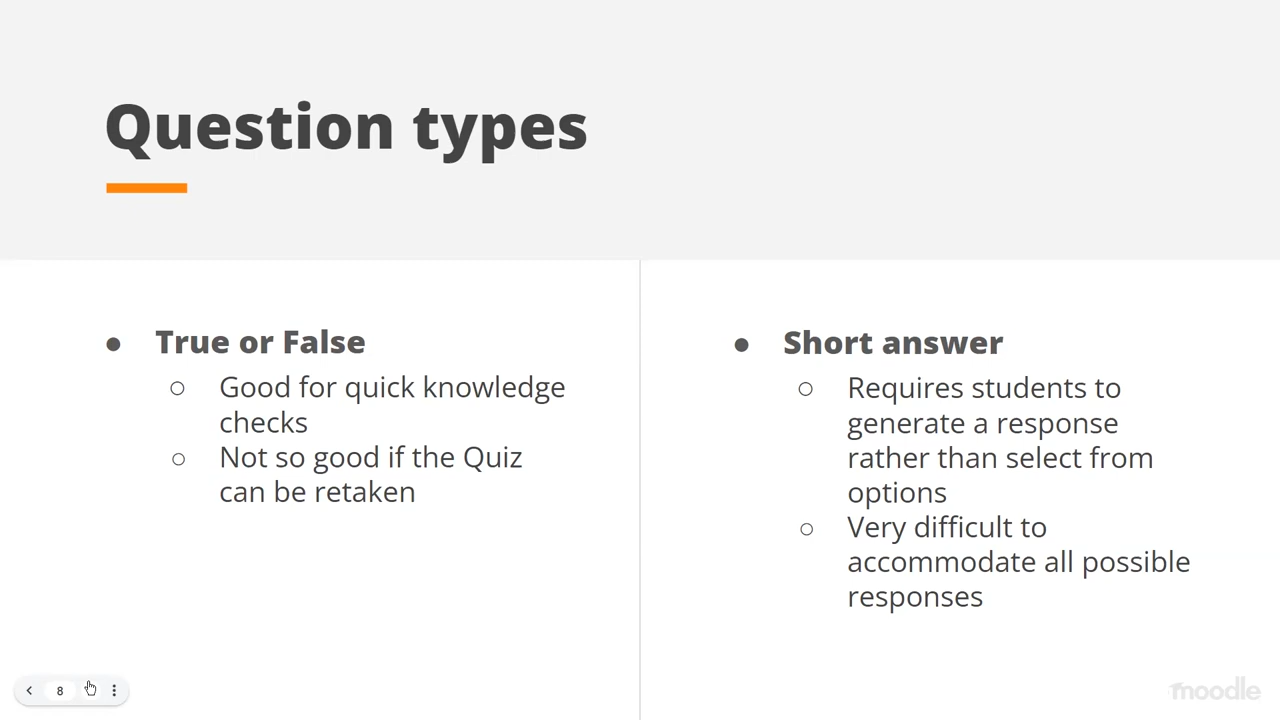 Question types
● True or False
○ Good for quick knowledge
checks
○ Not so good if the Quiz
can be retaken
● Short answer
○ Requires students to
generate a response
rather than select from
options
○ Very difficult to
accommodate all possible
responses
8
moodle